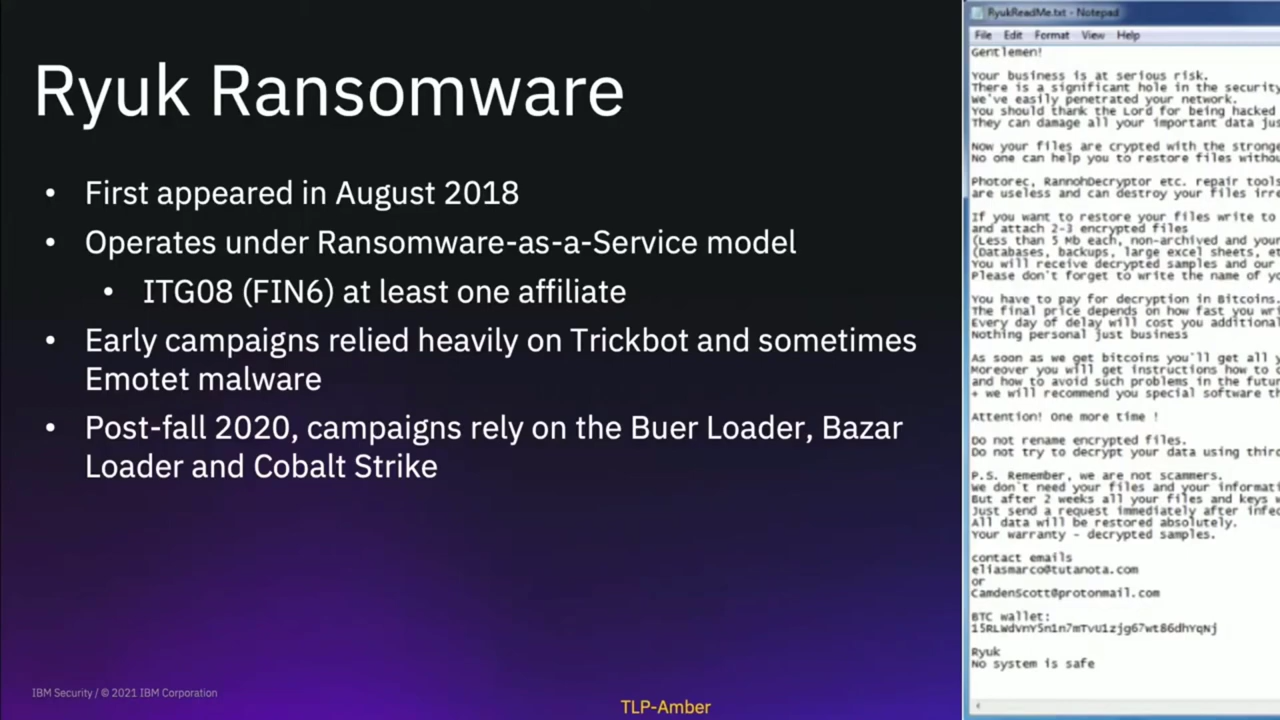 Ryuk Ransomware
• First appeared in August 2018
• Operates under Ransomware-as-a-Service model
• ITG08 (FIN6) at least one affiliate
• Early campaigns relied heavily on Trickbot and sometimes
Emotet malware
• Post-fall 2020, campaigns rely on the Buer Loader, Bazar
Loader and Cobalt Strike
IBM Security / © 2021 IBM Corporation
TLP-Amber
RyukReadMe.txt - Notepad
File Edit Format View Help
Gentlemen!
Your business is at serious risk.
There is a significant hole in the security
We've easily penetrated your network.
You should thank the Lord for being hacked
They can damage all your important data jus
Now your files are crypted with the stronge
No one can help you to restore files withou
Photorec, RannohDecryptor etc. repair tools
are useless and can destroy your files irre
If you want to restore your files write to
and attach 2-3 encrypted files
(Less than 5 Mb each, non-archived and your
(Databases, backups, large excel sheets, et
You will receive decrypted samples and our
Please don't forget to write the name of yo
You have to pay for decryption in Bitcoins.
The final price depends on how fast you wri
Every day of delay will cost you additional
Nothing personal just business
As soon as we get bitcoins you'll get all y
Moreover you will get instructions how to c
and how to avoid such problems in the futur
+ we will recommend you special software th
Attention! One more time !
Do not rename encrypted files.
Do not try to decrypt your data using third
P.S. Remember, we are not scammers.
We don`t need your files and your informati
But after 2 weeks all your files and keys w
Just send a request immediately after infec
All data will be restored absolutely.
Your warranty - decrypted samples.
contact emails
eliasmarco@tutanota.com
or
CamdenScott@protonmail.com
BTC wallet:
Ryuk
No system is safe